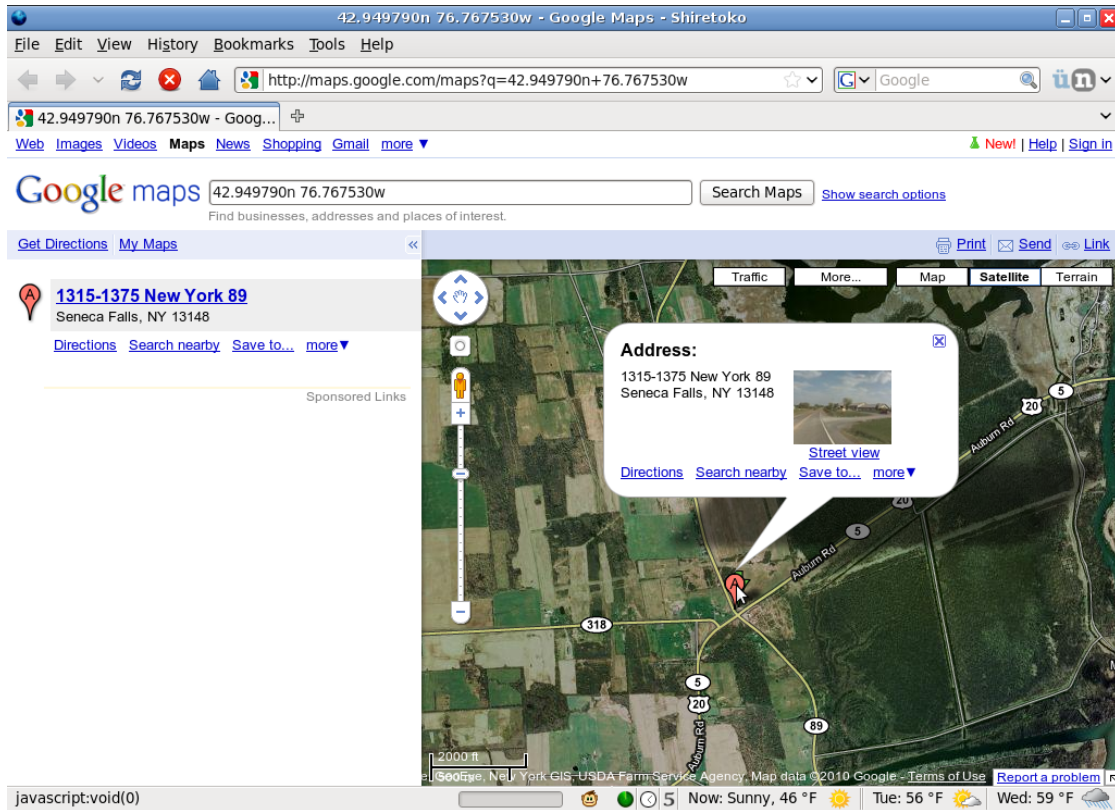 42.949790n 76.767530w - Google Maps - Shiretoko
File Edit View History Bookmarks Tools Help
http://maps.google.com/maps?q=42.949790n+76.767530w
G Google
ün
42.949790n 76.767530w - Goog...
Web Images Videos Maps News Shopping Gmail more ▼
New! | Help | Sign in
Google maps
42.949790n 76.767530w
Search Maps
Show search options
Find businesses, addresses and places of interest.
Get Directions My Maps
«
Print Send Link
A
1315-1375 New York 89
Seneca Falls, NY 13148
Directions Search nearby Save to... more▼
Sponsored Links
Traffic More... Map Satellite Terrain
Address:
1315-1375 New York 89
Seneca Falls, NY 13148
Street view
Directions Search nearby Save to... more▼
5
20
Auburn Rd
20
5
Auburn Rd
A
318
5
20
Auburn Rd
89
2000 ft
GeoEye, New York GIS, USDA Farm Service Agency, Map data ©2010 Google - Terms of Use Report a problem
javascript:void(0)
5 Now: Sunny, 46 °F Tue: 56 °F Wed: 59 °F